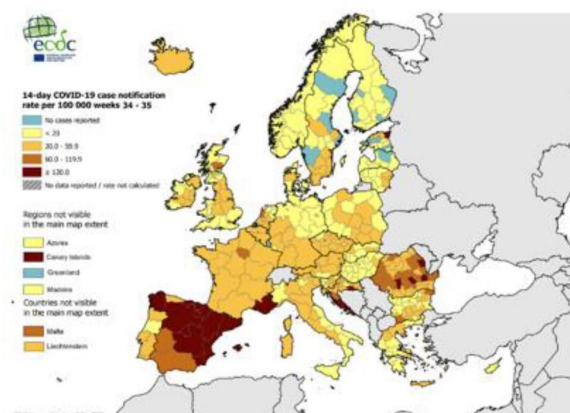 ecdc
14-day COVID-19 case notification
rate per 100 000 weeks 34 - 35
No cases reported
< 20
20.0 - 59.9
60.0 - 119.9
≥ 120.0
No data reported / rate not calculated
Regions not visible
in the main map extent
Azores
Canary Islands
Greenland
Madeira
Countries not visible
in the main map extent
Malta
Liechtenstein